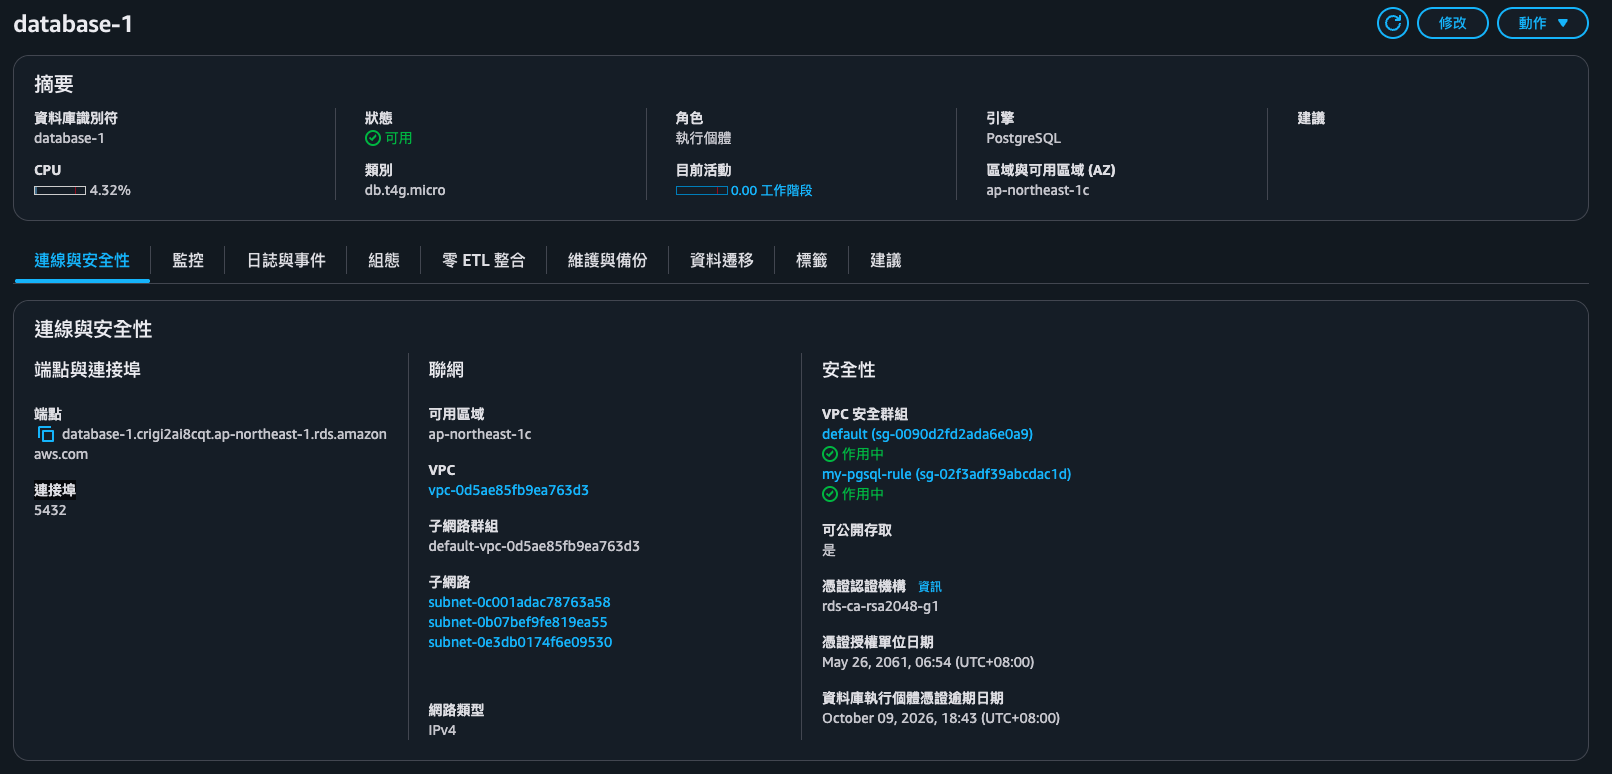 database-1
修改
動作
摘要
資料庫識別符
database-1
狀態
可用
角色
執行個體
引擎
PostgreSQL
建議
CPU
4.32%
類別
db.t4g.micro
目前活動
0.00 工作階段
區域與可用區域 (AZ)
ap-northeast-1c
連線與安全性
監控
日誌與事件
組態
零 ETL 整合
維護與備份
資料遷移
標籤
建議
連線與安全性
端點與連接埠
端點
database-1.crigi2ai8cqt.ap-northeast-1.rds.amazon
aws.com
連接埠
5432
聯網
可用區域
ap-northeast-1c
VPC
vpc-0d5ae85fb9ea763d3
子網路群組
default-vpc-0d5ae85fb9ea763d3
子網路
subnet-0c001adac78763a58
subnet-0b07bef9fe819ea55
subnet-0e3db0174f6e09530
網路類型
IPv4
安全性
VPC 安全群組
default (sg-0090d2fd2ada6e0a9)
作用中
my-pgsql-rule (sg-02f3adf39abcdac1d)
作用中
可公開存取
是
憑證認證機構 資訊
rds-ca-rsa2048-g1
憑證授權單位日期
May 26, 2061, 06:54 (UTC+08:00)
資料庫執行個體憑證逾期日期
October 09, 2026, 18:43 (UTC+08:00)